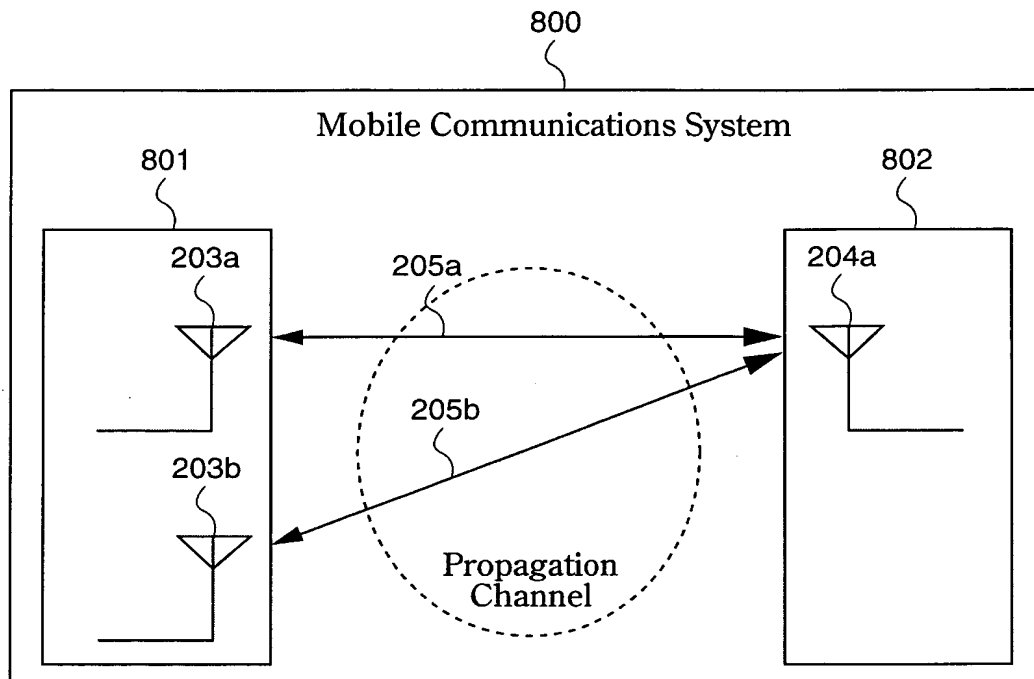 800
Mobile Communications System
801
802
203a
205a
204a
205b
203b
Propagation
Channel